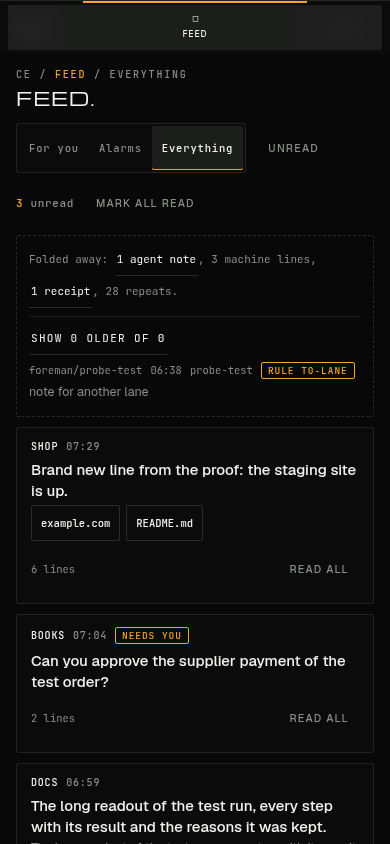 FEED
CE / FEED / EVERYTHING
FEED.
For you Alarms Everything UNREAD
3 unread MARK ALL READ
Folded away: 1 agent note, 3 machine lines,
1 receipt, 28 repeats.
SHOW 0 OLDER OF 0
foreman/probe-test 06:38 probe-test RULE TO-LANE
note for another lane
SHOP 07:29
Brand new line from the proof: the staging site
is up.
example.com README.md
6 lines READ ALL
BOOKS 07:04 NEEDS YOU
Can you approve the supplier payment of the
test order?
2 lines READ ALL
DOCS 06:59
The long readout of the test run, every step
with its result and the reasons it was kept.